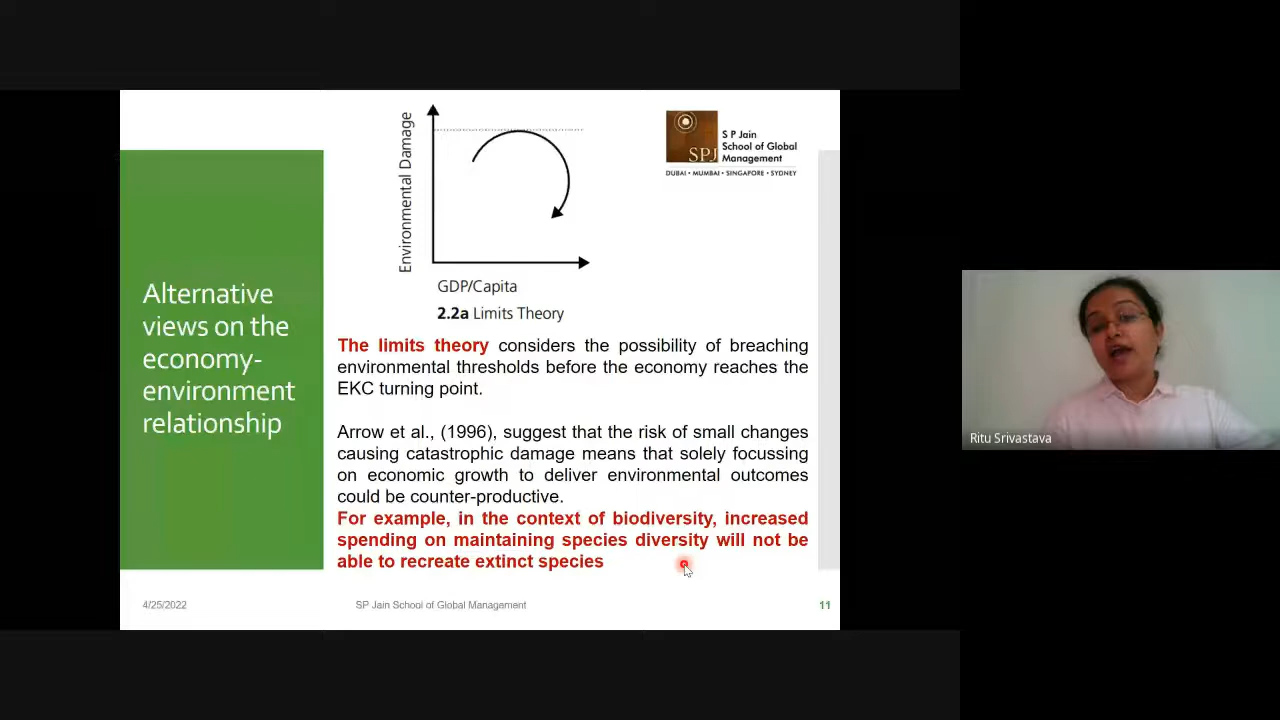 Environmental Damage
GDP/Capita
2.2a Limits Theory
SPJ
S P Jain
School of Global
Management
DUBAI • MUMBAI • SINGAPORE • SYDNEY
Alternative
views on the
economy-
environment
relationship
The limits theory considers the possibility of breaching
environmental thresholds before the economy reaches the
EKC turning point.
Arrow et al., (1996), suggest that the risk of small changes
causing catastrophic damage means that solely focussing
on economic growth to deliver environmental outcomes
could be counter-productive.
For example, in the context of biodiversity, increased
spending on maintaining species diversity will not be
able to recreate extinct species
4/25/2022
SP Jain School of Global Management
11
Ritu Srivastava